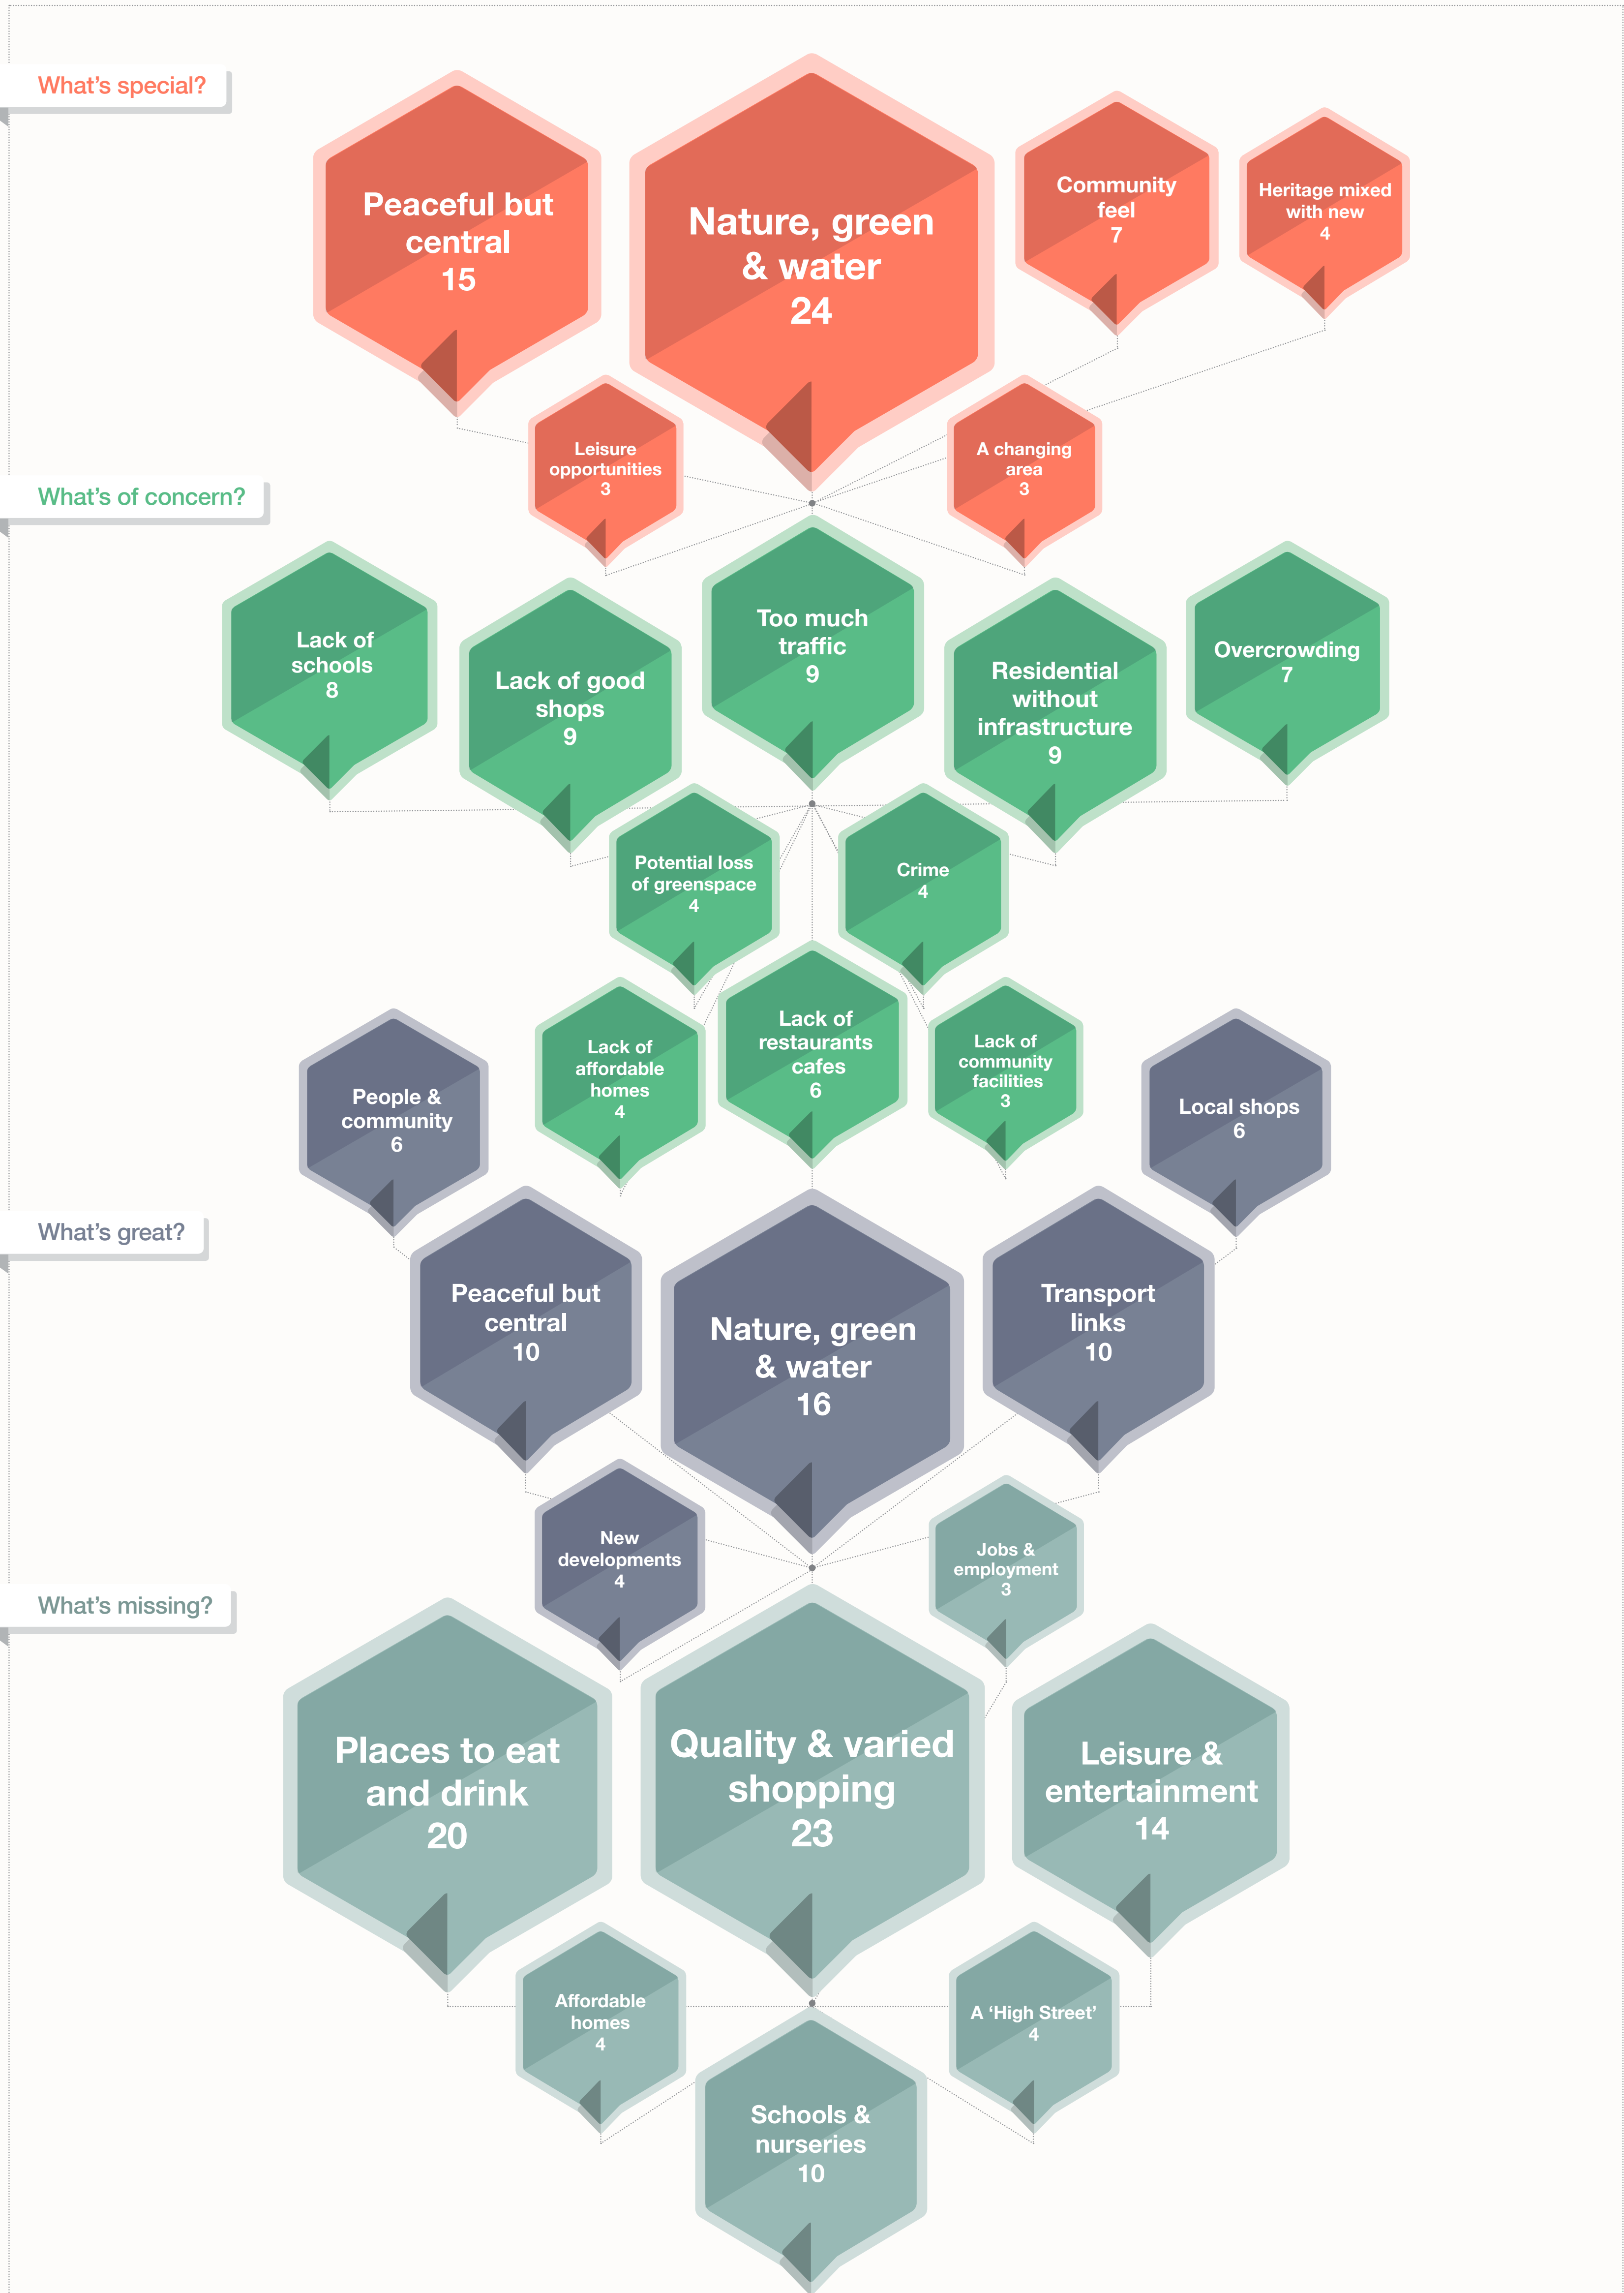 What's special?
Peaceful but
central
15
Nature, green
& water
24
Community
feel
7
Heritage mixed
with new
4
Leisure
opportunities
3
A changing
area
3
What's of concern?
Lack of
schools
8
Lack of good
shops
9
Too much
traffic
9
Residential
without
infrastructure
9
Overcrowding
7
Potential loss
of greenspace
4
Crime
4
Lack of
affordable
homes
4
Lack of
restaurants
cafes
6
Lack of
community
facilities
3
What's great?
People &
community
6
Local shops
6
Peaceful but
central
10
Nature, green
& water
16
Transport
links
10
New
developments
4
What's missing?
Jobs &
employment
3
Places to eat
and drink
20
Quality & varied
shopping
23
Leisure &
entertainment
14
Affordable
homes
4
A ‘High Street’
4
Schools &
nurseries
10